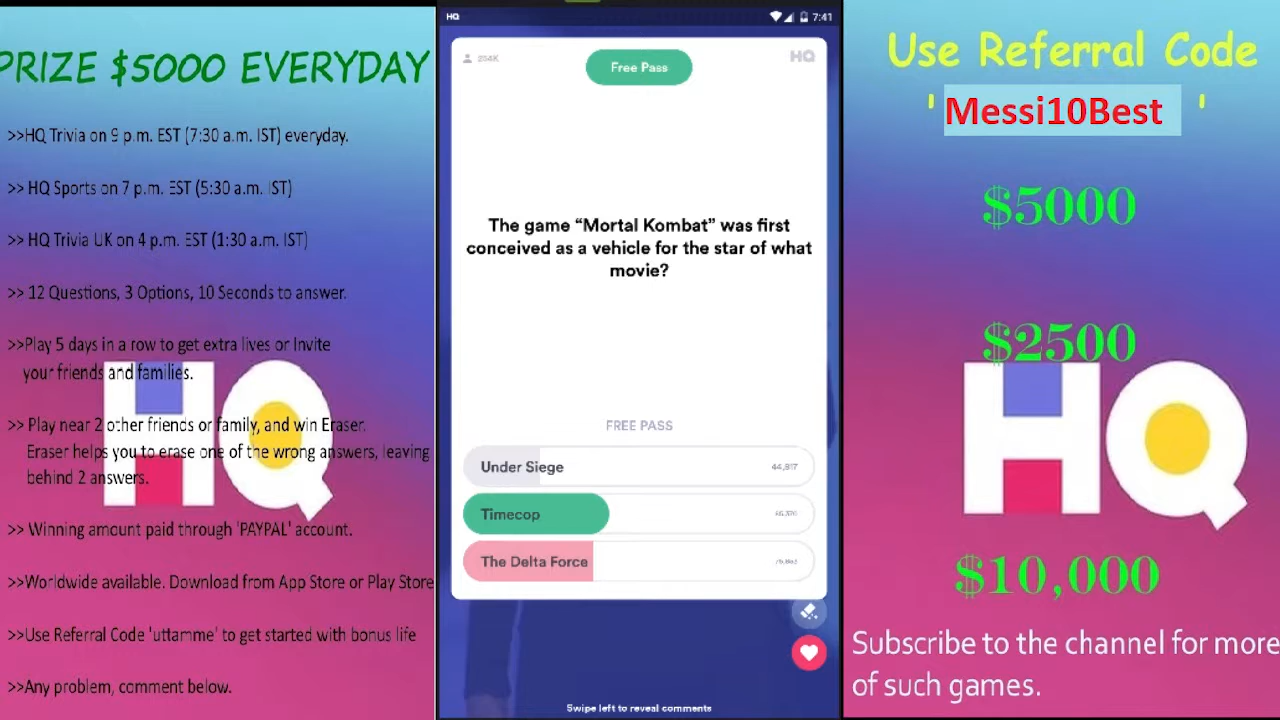 PRIZE $5000 EVERYDAY
>>HQ Trivia on 9 p.m. EST (7:30 a.m. IST) everyday.
>> HQ Sports on 7 p.m. EST (5:30 a.m. IST)
>> HQ Trivia UK on 4 p.m. EST (1:30 a.m. IST)
>> 12 Questions, 3 Options, 10 Seconds to answer.
>>Play 5 days in a row to get extra lives or Invite
your friends and families.
>> Play near 2 other friends or family, and win Eraser.
Eraser helps you to erase one of the wrong answers, leaving
behind 2 answers.
>> Winning amount paid through 'PAYPAL' account.
>>Worldwide available. Download from App Store or Play Store
>>Use Referral Code 'uttamme' to get started with bonus life
>>Any problem, comment below.
HQ
HQ 7:41
254K Free Pass HQ
The game “Mortal Kombat” was first
conceived as a vehicle for the star of what
movie?
FREE PASS
Under Siege 44,817
Timecop
The Delta Force
Swipe left to reveal comments
Use Referral Code
' Messi10Best '
$5000
$2500
HQ
$10,000
Subscribe to the channel for more
of such games.